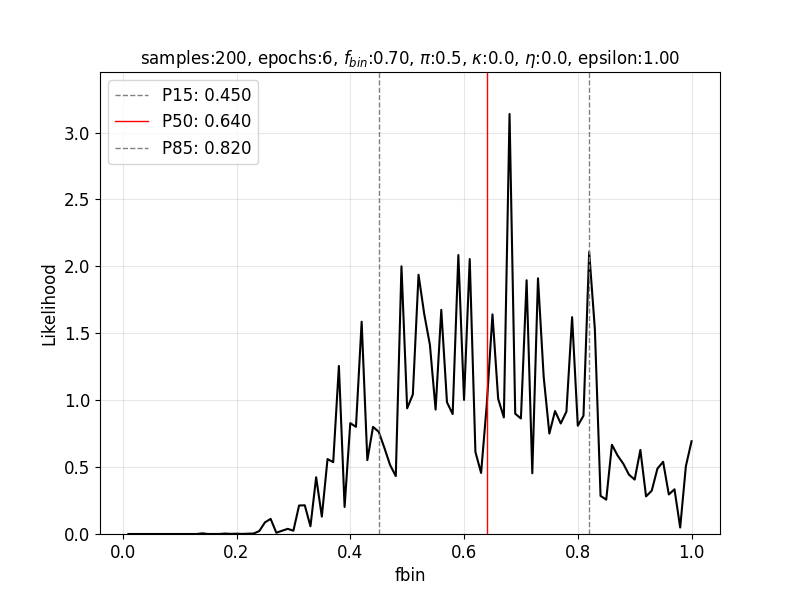 samples:200, epochs:6, f_bin:0.70, π:0.5, κ:0.0, η:0.0, epsilon:1.00
P15: 0.450
P50: 0.640
P85: 0.820
Likelihood
3.0
2.5
2.0
1.5
1.0
0.5
0.0
0.0 0.2 0.4 0.6 0.8 1.0
fbin